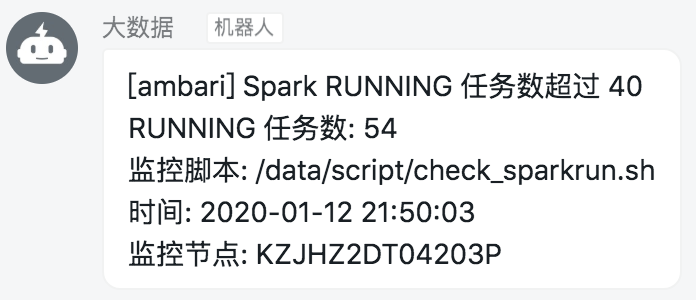 大数据 机器人
[ambari] Spark RUNNING 任务数超过 40
RUNNING 任务数: 54
监控脚本: /data/script/check_sparkrun.sh
时间: 2020-01-12 21:50:03
监控节点: KZJHZ2DT04203P